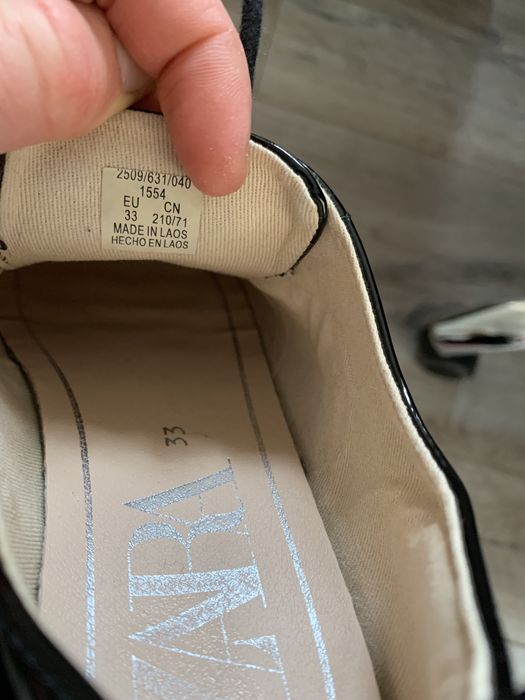 2509/631/040
1554
EU CN
33 210/71
MADE IN LAOS
HECHO EN LAOS
33
ZARA